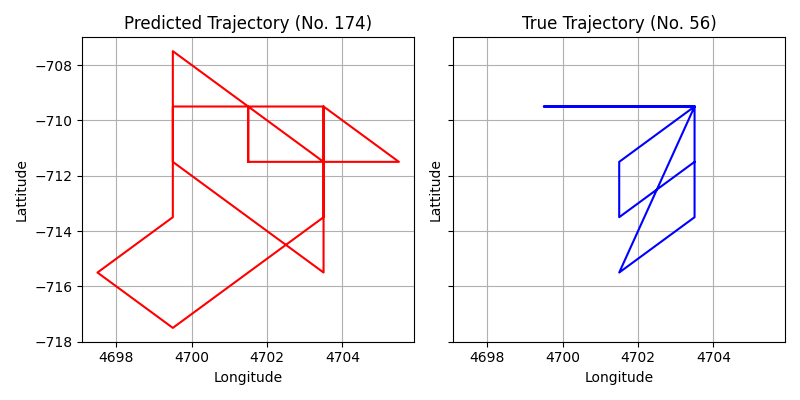 Predicted Trajectory (No. 174)
True Trajectory (No. 56)
Lattitude
−708
−710
−712
−714
−716
−718
4698 4700 4702 4704
Longitude
Lattitude
4698 4700 4702 4704
Longitude